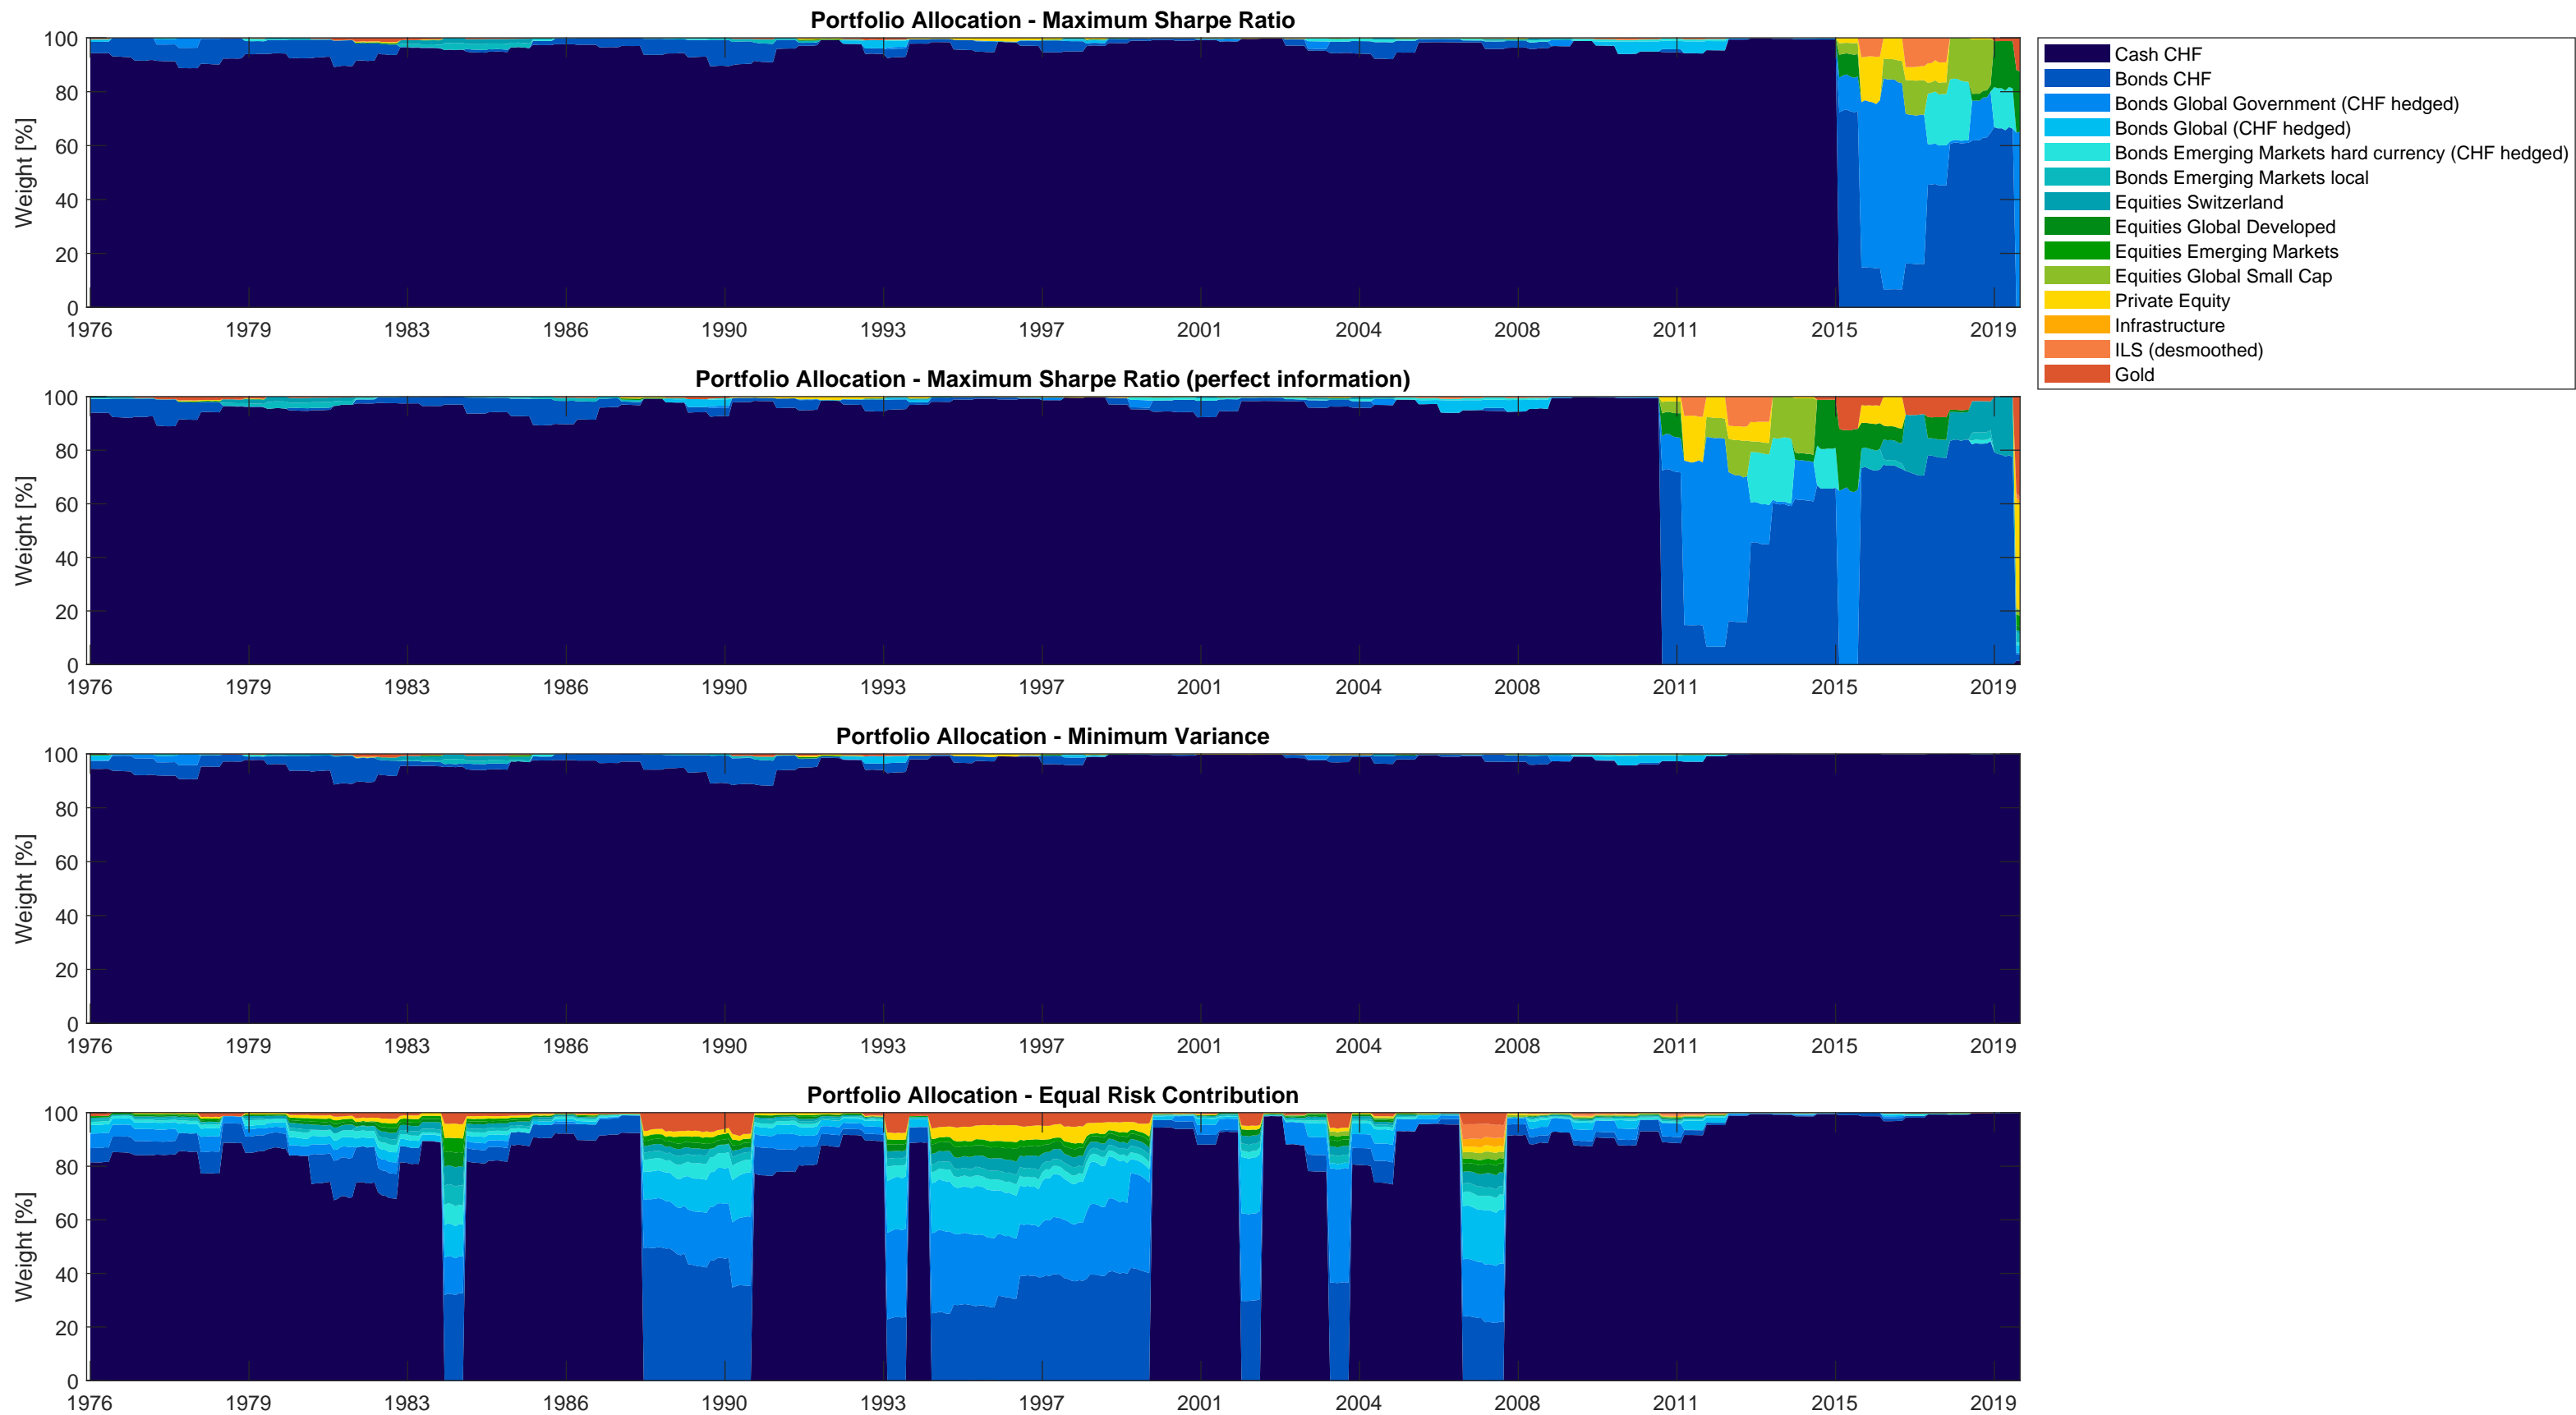 Portfolio Allocation - Maximum Sharpe Ratio
Weight [%]
100
80
60
40
20
0
1976 1979 1983 1986 1990 1993 1997 2001 2004 2008 2011 2015 2019
Cash CHF
Bonds CHF
Bonds Global Government (CHF hedged)
Bonds Global (CHF hedged)
Bonds Emerging Markets hard currency (CHF hedged)
Bonds Emerging Markets local
Equities Switzerland
Equities Global Developed
Equities Emerging Markets
Equities Global Small Cap
Private Equity
Infrastructure
ILS (desmoothed)
Gold
Portfolio Allocation - Maximum Sharpe Ratio (perfect information)
Weight [%]
100
80
60
40
20
0
1976 1979 1983 1986 1990 1993 1997 2001 2004 2008 2011 2015 2019
Portfolio Allocation - Minimum Variance
Weight [%]
100
80
60
40
20
0
1976 1979 1983 1986 1990 1993 1997 2001 2004 2008 2011 2015 2019
Portfolio Allocation - Equal Risk Contribution
Weight [%]
100
80
60
40
20
0
1976 1979 1983 1986 1990 1993 1997 2001 2004 2008 2011 2015 2019